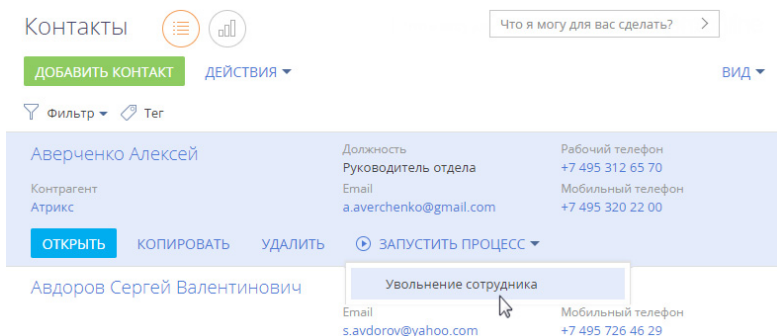 Контакты
Что я могу для вас сделать?
ДОБАВИТЬ КОНТАКТ ДЕЙСТВИЯ ВИД
Фильтр Тег
Аверченко Алексей
Должность
Руководитель отдела
Рабочий телефон
+7 495 312 65 70
Контрагент
Атрикс
Email
a.averchenko@gmail.com
Мобильный телефон
+7 495 320 22 00
ОТКРЫТЬ КОПИРОВАТЬ УДАЛИТЬ ЗАПУСТИТЬ ПРОЦЕСС
Увольнение сотрудника
Авдоров Сергей Валентинович
Email
s.avdorov@yahoo.com
Мобильный телефон
+7 495 726 46 29